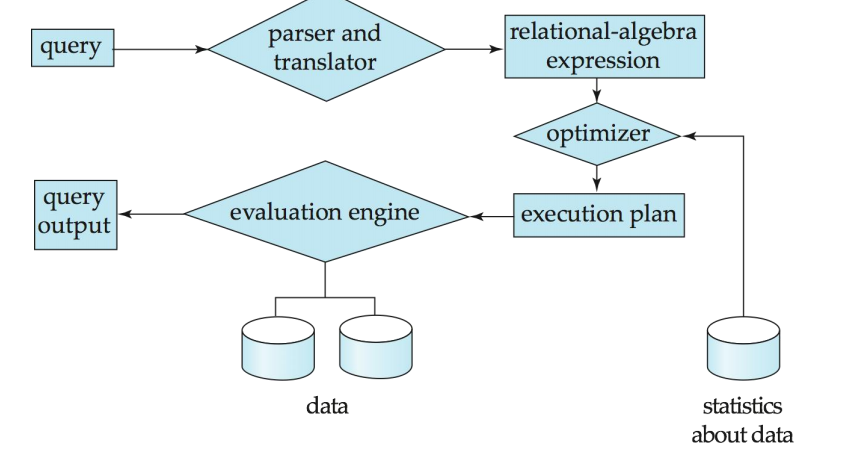 query
parser and
translator
relational-algebra
expression
optimizer
query
output
evaluation engine
execution plan
data
statistics
about data